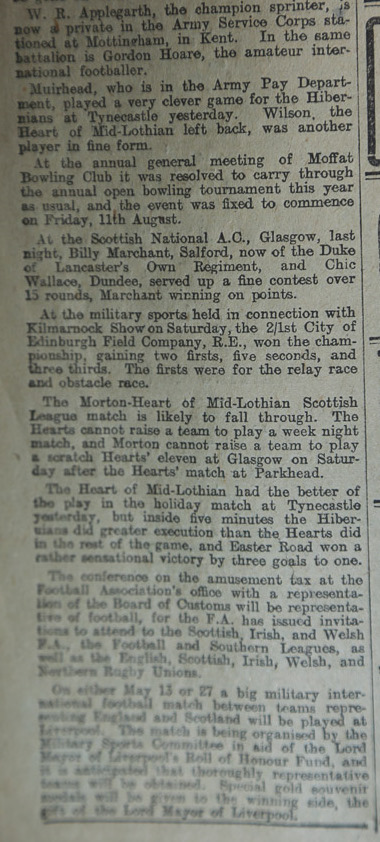 W. R. Applegarth, the champion sprinter, is
now a private in the Army Service Corps sta-
tioned at Mottingham, in Kent. In the same
battalion is Gordon Hoare, the amateur inter-
national footballer.
Muirhead, who is in the Army Pay Depart-
ment, played a very clever game for the Hiber-
nians at Tynecastle yesterday. Wilson, the
Heart of Mid-Lothian left back, was another
player in fine form.
At the annual general meeting of Moffat
Bowling Club it was resolved to carry through
the annual open bowling tournament this year
as usual, and the event was fixed to commence
on Friday, 11th August.
At the Scottish National A.C., Glasgow, last
night, Billy Marchant, Salford, now of the Duke
of Lancaster's Own Regiment, and Chic
Wallace, Dundee, served up a fine contest over
15 rounds, Marchant winning on points.
At the military sports held in connection with
Kilmarnock Show on Saturday, the 2/1st City of
Edinburgh Field Company, R.E., won the cham-
pionship, gaining two firsts, five seconds, and
three thirds. The firsts were for the relay race
and obstacle race.
The Morton-Heart of Mid-Lothian Scottish
League match is likely to fall through. The
Hearts cannot raise a team to play a week night
match, and Morton cannot raise a team to play
a scratch Hearts' eleven at Glasgow on Satur-
day after the Hearts' match at Parkhead.
The Heart of Mid-Lothian had the better of
the play in the holiday match at Tynecastle
yesterday, but inside five minutes the Hiber-
nians did greater execution than the Hearts did
in the rest of the game, and Easter Road won a
rather sensational victory by three goals to one.
The conference on the amusement tax at the
Football Association's office with a representa-
tion of the Board of Customs will be representa-
tive of football, for the F.A. has issued invita-
tions to attend to the Scottish, Irish, and Welsh
F.A., the Football and Southern Leagues, as
well as the English, Scottish, Irish, Welsh, and
Northern Rugby Unions.
On either May 13 or 27 a big military inter-
national football match between teams repre-
senting England and Scotland will be played at
Liverpool. The match is being organised by the
Military Sports Committee in aid of the Lord
Mayor of Liverpool's Roll of Honour Fund, and
it is anticipated that thoroughly representative
teams will be obtained. Special gold souvenir
medals will be given to the winning side, the
gift of the Lord Mayor of Liverpool.